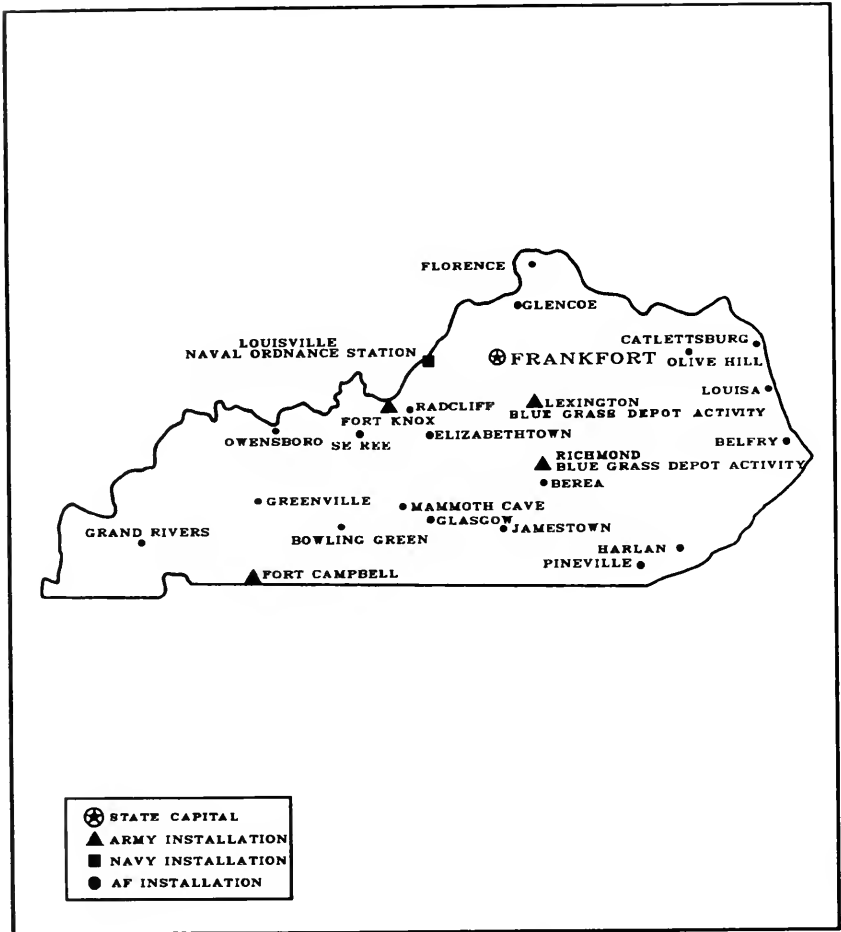 FLORENCE
GLENCOE
LOUISVILLE
NAVAL ORDNANCE STATION
FRANKFORT
CATLETTSBURG
OLIVE HILL
LOUISA
RADCLIFF
FORT KNOX
LEXINGTON
BLUE GRASS DEPOT ACTIVITY
OWENSBORO
SE REE
ELIZABETHTOWN
BELFRY
RICHMOND
BLUE GRASS DEPOT ACTIVITY
BEREA
GREENVILLE
MAMMOTH CAVE
GLASGOW
JAMESTOWN
GRAND RIVERS
BOWLING GREEN
HARLAN
PINEVILLE
FORT CAMPBELL
STATE CAPITAL
ARMY INSTALLATION
NAVY INSTALLATION
AF INSTALLATION